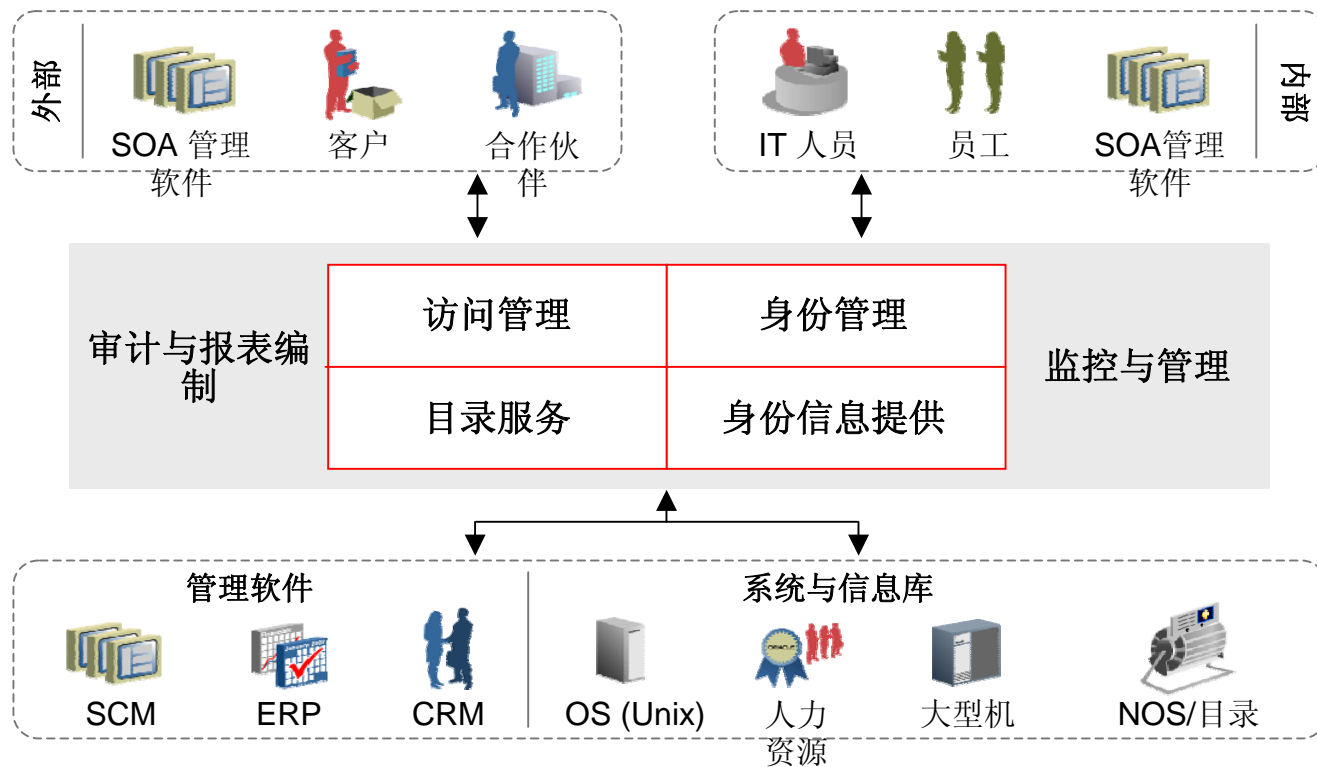 外部
SOA 管理
软件
客户
合作伙
伴
IT 人员
员工
SOA管理
软件
内部
审计与报表编
制
访问管理
身份管理
目录服务
身份信息提供
监控与管理
管理软件
SCM
ERP
CRM
系统与信息库
OS (Unix)
ORACLE
人力
资源
大型机
NOS/目录